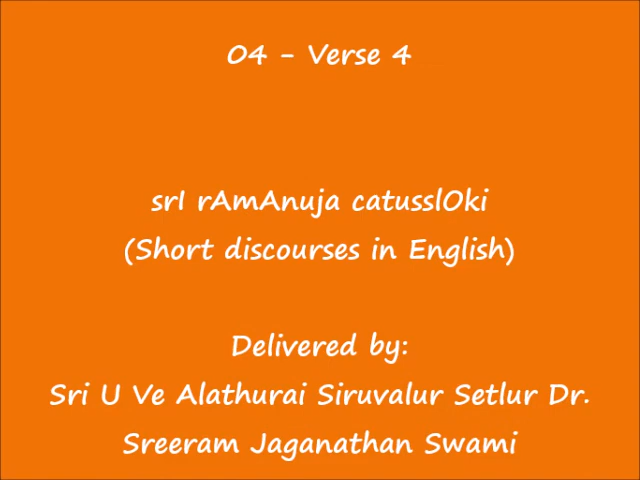 04 - Verse 4
srI rAmAnuja catusslOki
(Short discourses in English)
Delivered by:
Sri U Ve Alathurai Siruvalur Setlur Dr.
Sreeram Jaganathan Swami